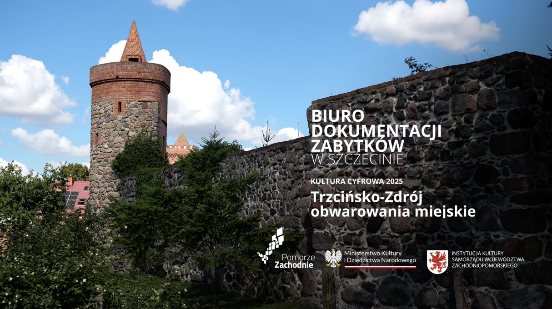 BIURO
DOKUMENTACJI
ZABYTKÓW
W SZCZECINIE
KULTURA CYFROWA 2025
Trzcińsko-Zdrój
obwarowania miejskie
Pomorze
Zachodnie
Ministerstwo Kultury
i Dziedzictwa Narodowego
INSTYTUCJA KULTURY
SAMORZĄDU WOJEWÓDZTWA
ZACHODNIOPOMORSKIEGO